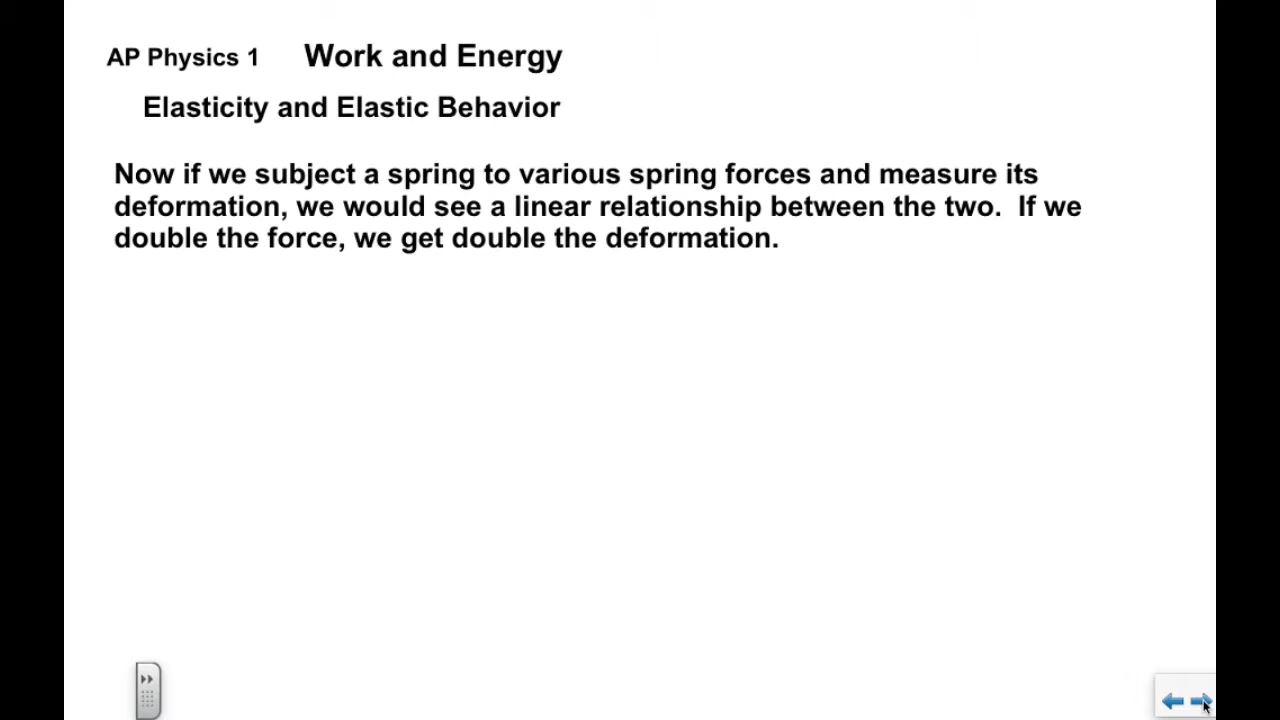 AP Physics 1 Work and Energy
Elasticity and Elastic Behavior
Now if we subject a spring to various spring forces and measure its
deformation, we would see a linear relationship between the two. If we
double the force, we get double the deformation.